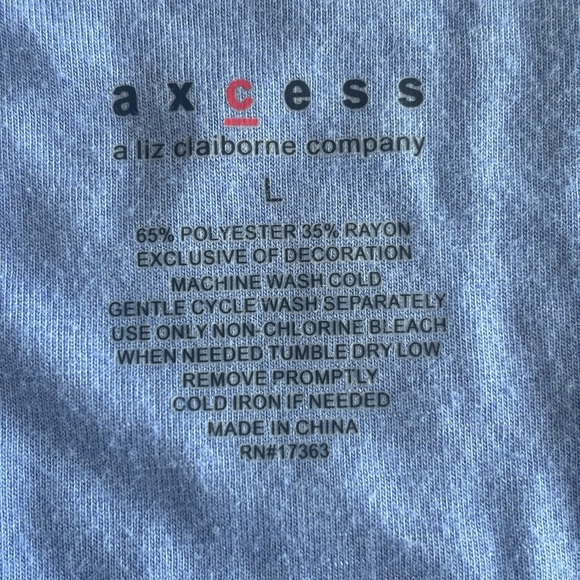 axcess
a liz claiborne company
L
65% POLYESTER 35% RAYON
EXCLUSIVE OF DECORATION
MACHINE WASH COLD
GENTLE CYCLE WASH SEPARATELY
USE ONLY NON-CHLORINE BLEACH
WHEN NEEDED TUMBLE DRY LOW
REMOVE PROMPTLY
COLD IRON IF NEEDED
MADE IN CHINA
RN#17363